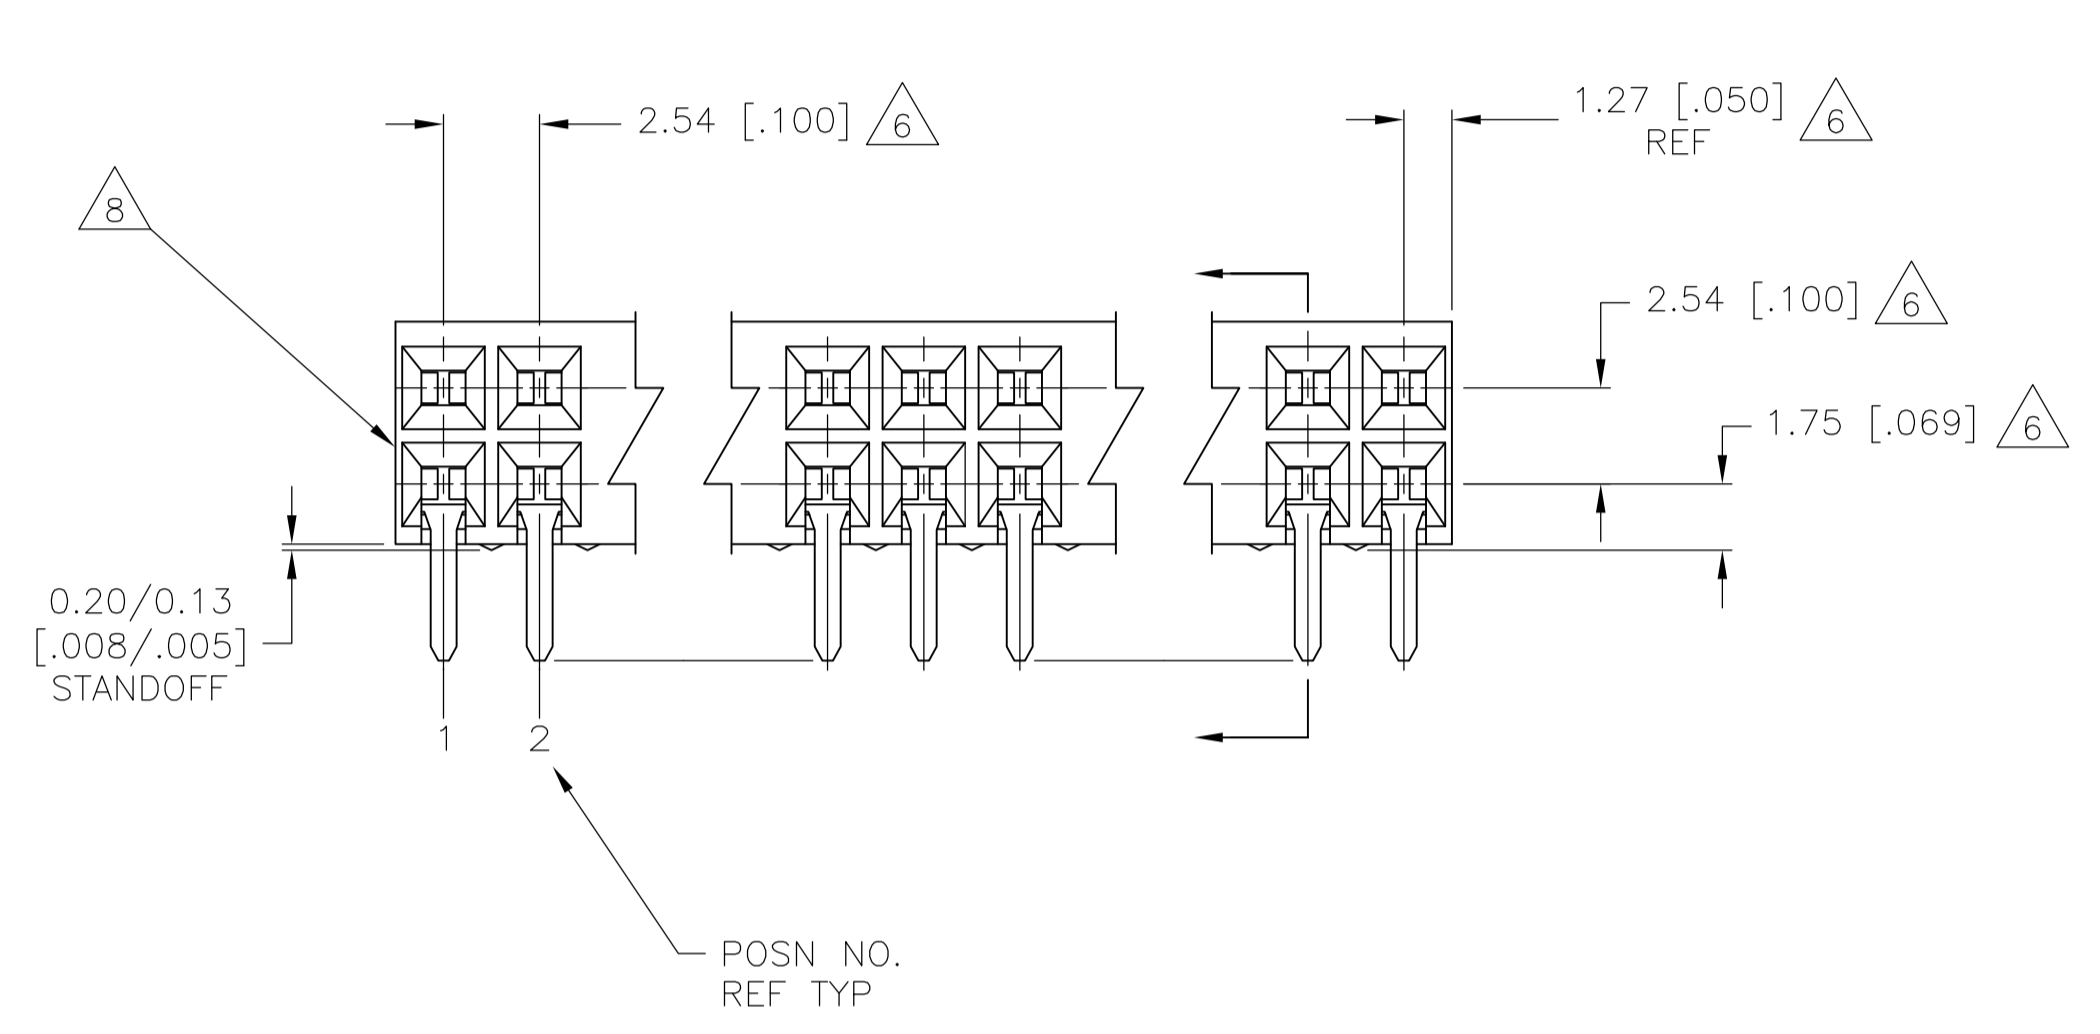 2.54 [.100] 6
1.27 [.050] 6
REF
8
2.54 [.100] 6
1.75 [.069] 6
0.20/0.13
[.008/.005]
STANDOFF
1 2
POSN NO.
REF TYP